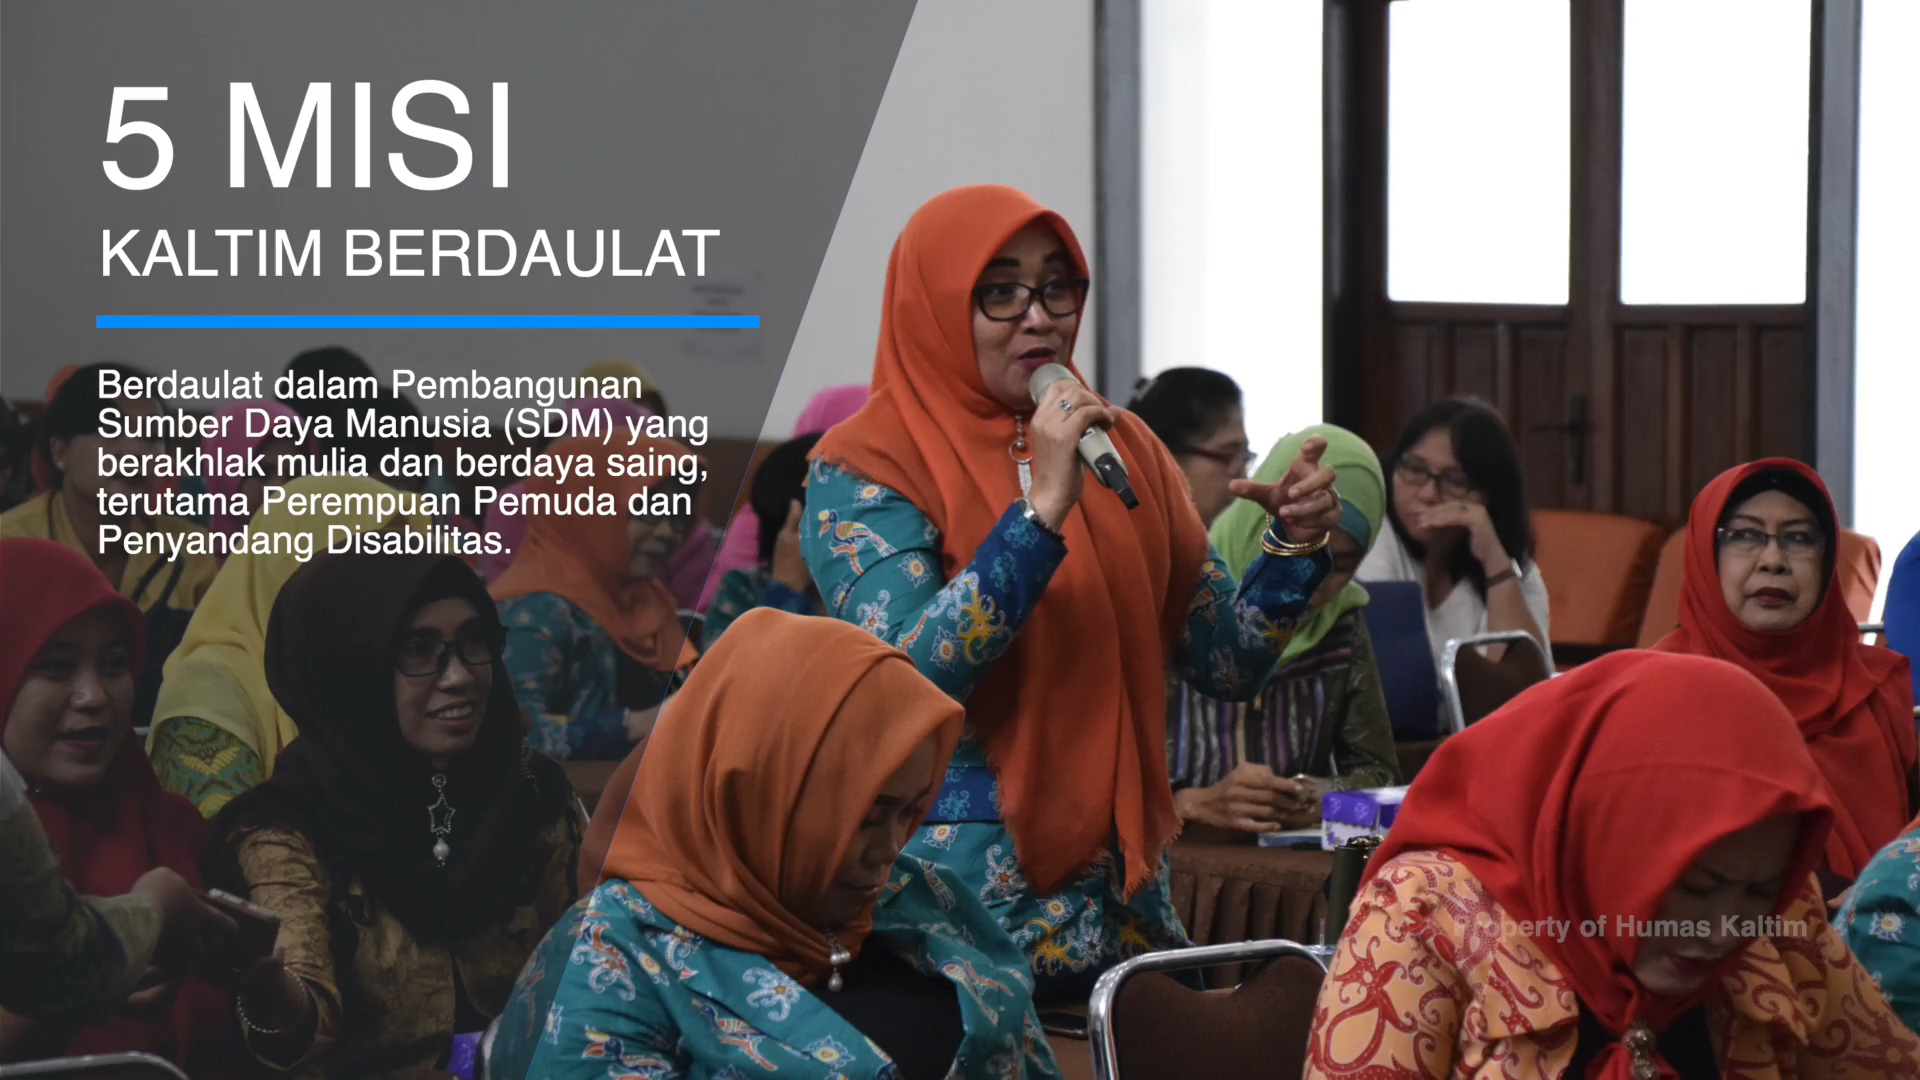 5 MISI
KALTIM BERDAULAT
Berdaulat dalam Pembangunan
Sumber Daya Manusia (SDM) yang
berakhlak mulia dan berdaya saing,
terutama Perempuan Pemuda dan
Penyandang Disabilitas.
Property of Humas Kaltim